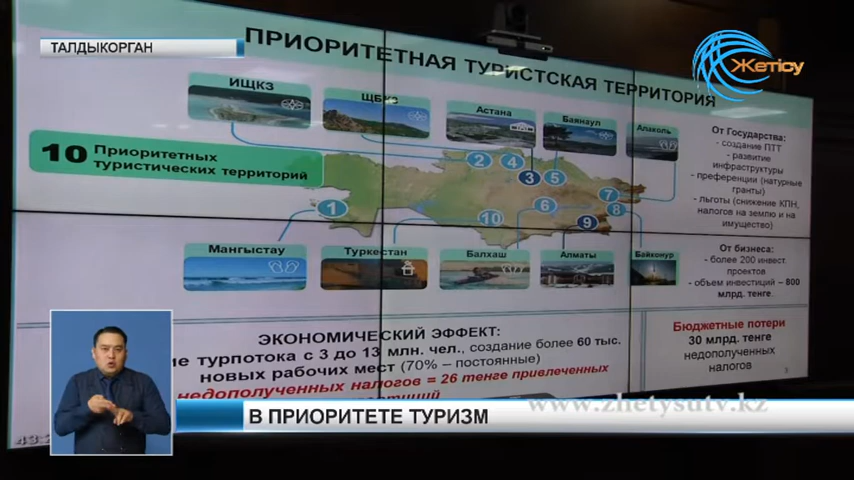 ТАЛДЫКОРГАН
Жетісу
ПРИОРИТЕТНАЯ ТУРИСТСКАЯ ТЕРРИТОРИЯ
ИЩКЗ
ЩБКЗ
Астана
Баянаул
Алаколь
10 Приоритетных
туристических территорий
1
2
4
3
5
6
7
8
9
10
Мангыстау
Туркестан
Балхаш
Алматы
Байконур
От Государства:
- создание ПТТ
- развитие
инфраструктуры
- преференции (натурные
гранты)
- льготы (снижение КПН,
налогов на землю и на
имущество)
От бизнеса:
- более 200 инвест.
проектов
- объем инвестиций – 800
млрд. тенге.
ЭКОНОМИЧЕСКИЙ ЭФФЕКТ:
турпотока с 3 до 13 млн. чел., создание более 60 тыс.
новых рабочих мест (70% – постоянные)
недополученных налогов = 26 тенге привлеченных
Бюджетные потери
30 млрд. тенге
недополученных
налогов
В ПРИОРИТЕТЕ ТУРИЗМ
www.zhetysutv.kz